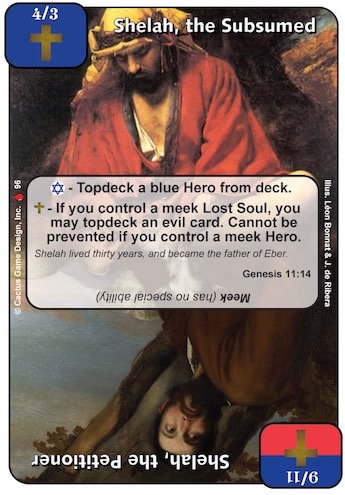 4/3
Shelah, the Subsumed
- Topdeck a blue Hero from deck.
- If you control a meek Lost Soul, you
may topdeck an evil card. Cannot be
prevented if you control a meek Hero.
Shelah lived thirty years, and became the father of Eber.
Genesis 11:14
Meek (has no special ability)
© Cactus Game Design, Inc. 96
Illus. Léon Bonnat & J. de Ribera
Shelah, the Petitioner
9/11